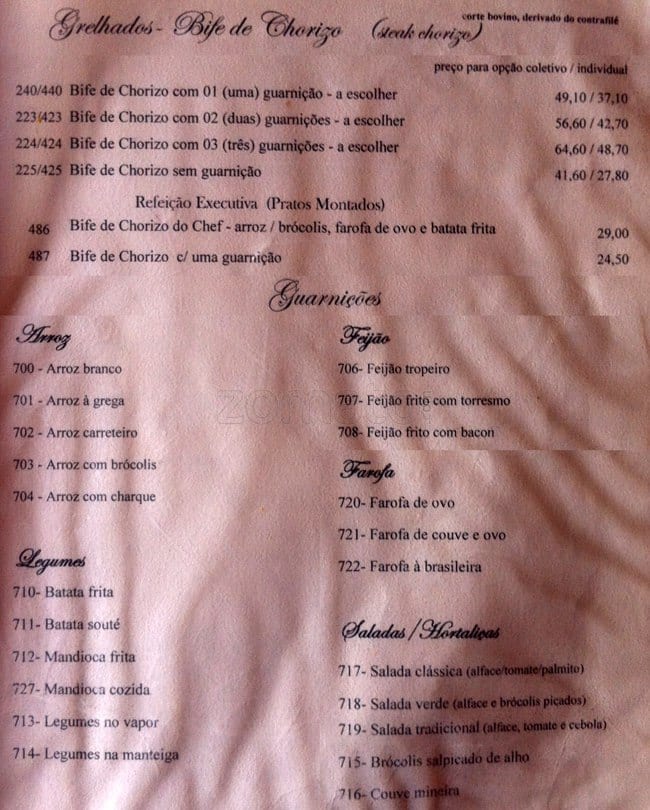 Grelhados- Bife de Chorizo (steak chorizo) corte bovino, derivado do contrafilé
preço para opção coletivo / individual
240/440 Bife de Chorizo com 01 (uma) guarnição - a escolher 49,10 / 37,10
223/423 Bife de Chorizo com 02 (duas) guarnições - a escolher 56,60 / 42,70
224/424 Bife de Chorizo com 03 (três) guarnições - a escolher 64,60 / 48,70
225/425 Bife de Chorizo sem guarnição 41,60 / 27,80
Refeição Executiva (Pratos Montados)
486 Bife de Chorizo do Chef - arroz / brócolis, farofa de ovo e batata frita 29,00
487 Bife de Chorizo c/ uma guarnição 24,50
Guarnições
Arroz
700 - Arroz branco
701 - Arroz à grega
702 - Arroz carreteiro
703 - Arroz com brócolis
704 - Arroz com charque
Legumes
710- Batata frita
711- Batata souté
712- Mandioca frita
727- Mandioca cozida
713- Legumes no vapor
714- Legumes na manteiga
Feijão
706- Feijão tropeiro
707- Feijão frito com torresmo
708- Feijão frito com bacon
Farofa
720- Farofa de ovo
721- Farofa de couve e ovo
722- Farofa à brasileira
Saladas/Hortaliças
717- Salada clássica (alface/tomate/palmito)
718- Salada verde (alface e brócolis picados)
719- Salada tradicional (alface, tomate e cebola)
715- Brócolis salpicado de alho
716- Couve mineira